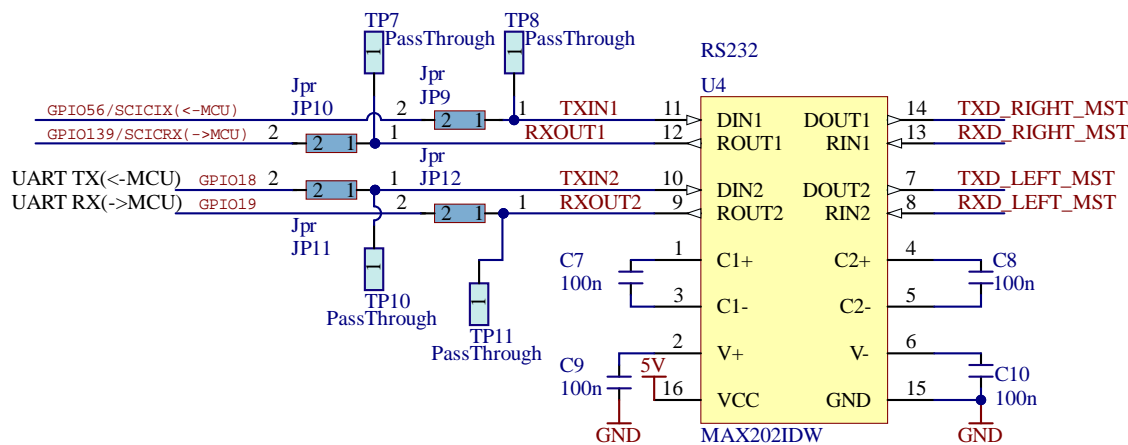 TP7
TP8
1 PassThrough
1 PassThrough
RS232
Jpr
JP10
Jpr
JP9
U4
GPIO56/SCICIX(<-MCU)
2
2 1
1
TXIN1
11
DIN1
DOUT1
14
TXD_RIGHT_MST
GPIO139/SCICRX(->MCU)
2
2 1
1
RXOUT1
12
ROUT1
RIN1
13
RXD_RIGHT_MST
Jpr
JP12
UART TX(<-MCU)
GPIO18
2
2 1
1
TXIN2
10
DIN2
DOUT2
7
TXD_LEFT_MST
UART RX(->MCU)
GPIO19
2
2 1
1
RXOUT2
9
ROUT2
RIN2
8
RXD_LEFT_MST
Jpr
JP11
1
TP10
PassThrough
1
TP11
PassThrough
C7
100n
1
C1+
3
C1-
C2+
4
C2-
5
C8
100n
C9
100n
2
V+
5V
16
VCC
V-
6
GND
15
C10
100n
GND
MAX202IDW
GND